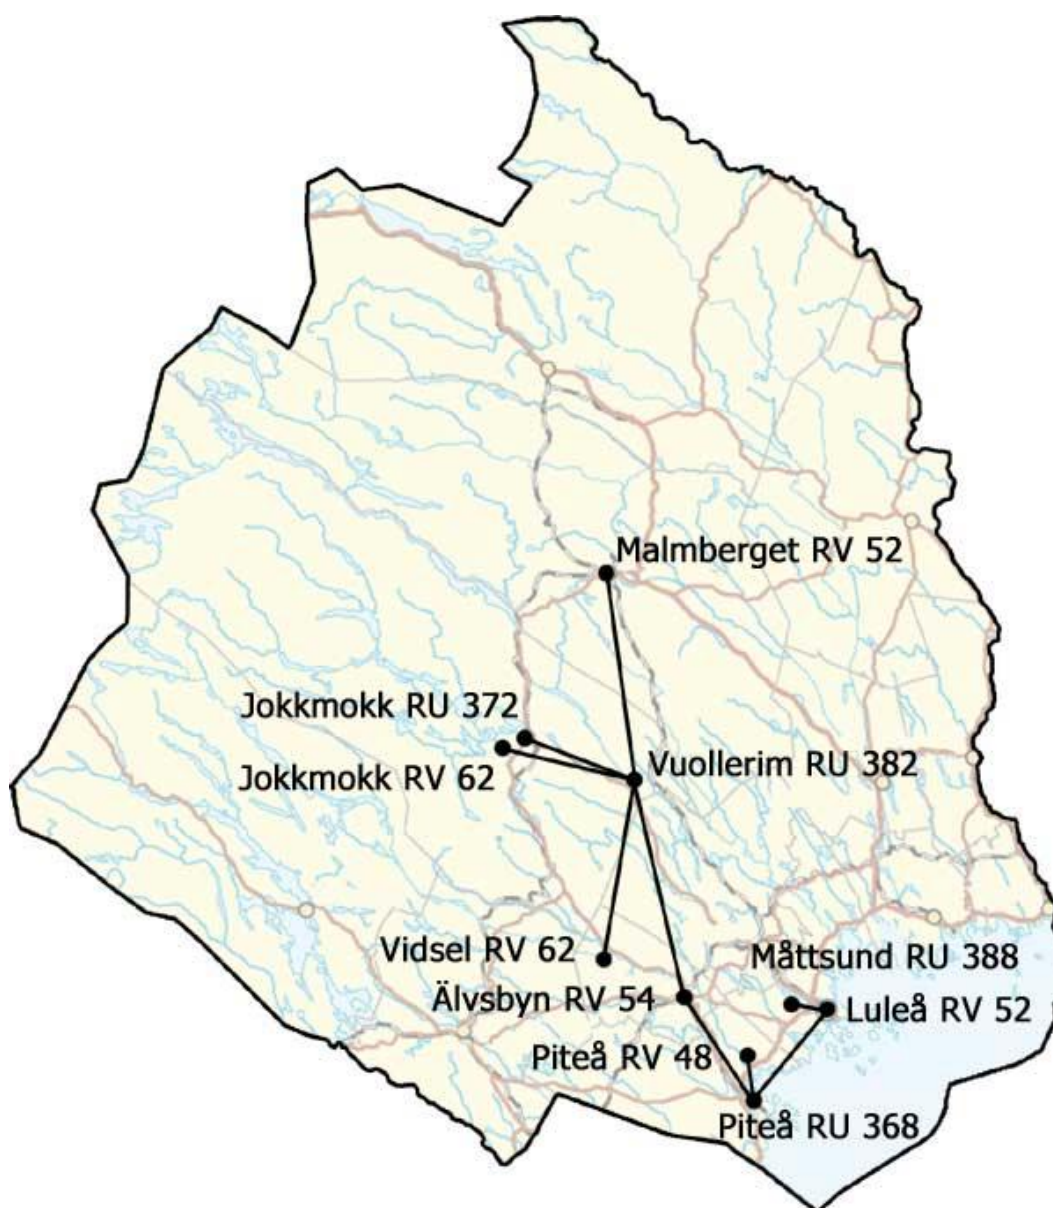 Malmberget RV 52
Jokkmokk RU 372
Vuollerim RU 382
Jokkmokk RV 62
Vidsel RV 62
Måttsund RU 388
Älvsbyn RV 54
Luleå RV 52
Piteå RV 48
Piteå RU 368